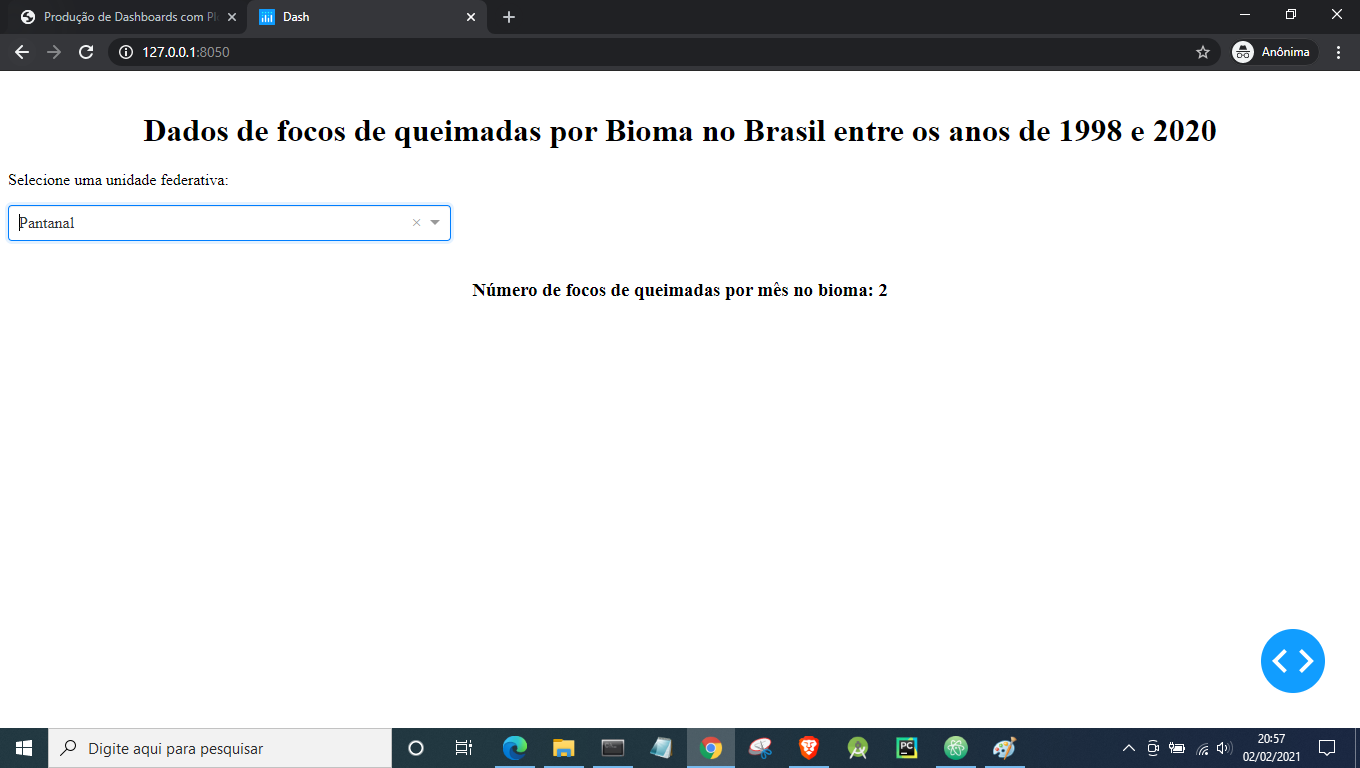 Produção de Dashboards com Pl
Dash
127.0.0.1:8050
Anônima
Dados de focos de queimadas por Bioma no Brasil entre os anos de 1998 e 2020
Selecione uma unidade federativa:
Pantanal
Número de focos de queimadas por mês no bioma: 2
Digite aqui para pesquisar
PC
20:57
02/02/2021